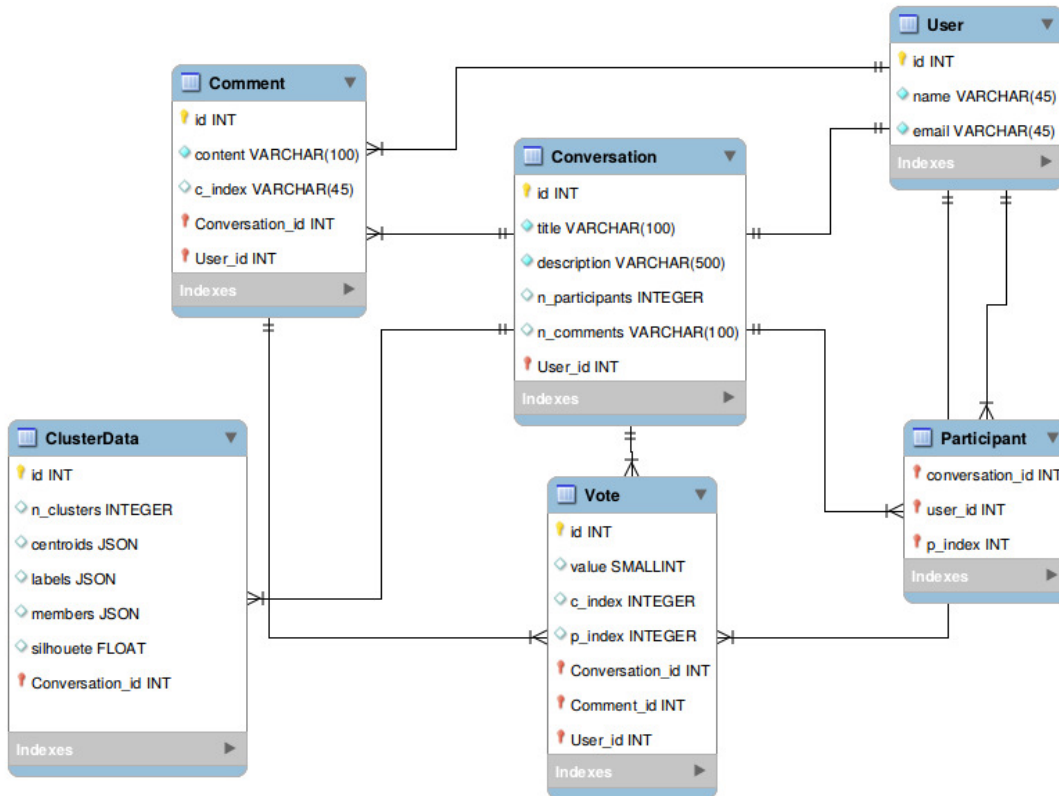 User
id INT
name VARCHAR(45)
email VARCHAR(45)
Indexes
Comment
id INT
content VARCHAR(100)
c_index VARCHAR(45)
Conversation_id INT
User_id INT
Indexes
Conversation
id INT
title VARCHAR(100)
description VARCHAR(500)
n_participants INTEGER
n_comments VARCHAR(100)
User_id INT
Indexes
ClusterData
id INT
n_clusters INTEGER
centroids JSON
labels JSON
members JSON
silhouete FLOAT
Conversation_id INT
Indexes
Vote
id INT
value SMALLINT
c_index INTEGER
p_index INTEGER
Conversation_id INT
Comment_id INT
User_id INT
Indexes
Participant
conversation_id INT
user_id INT
p_index INT
Indexes